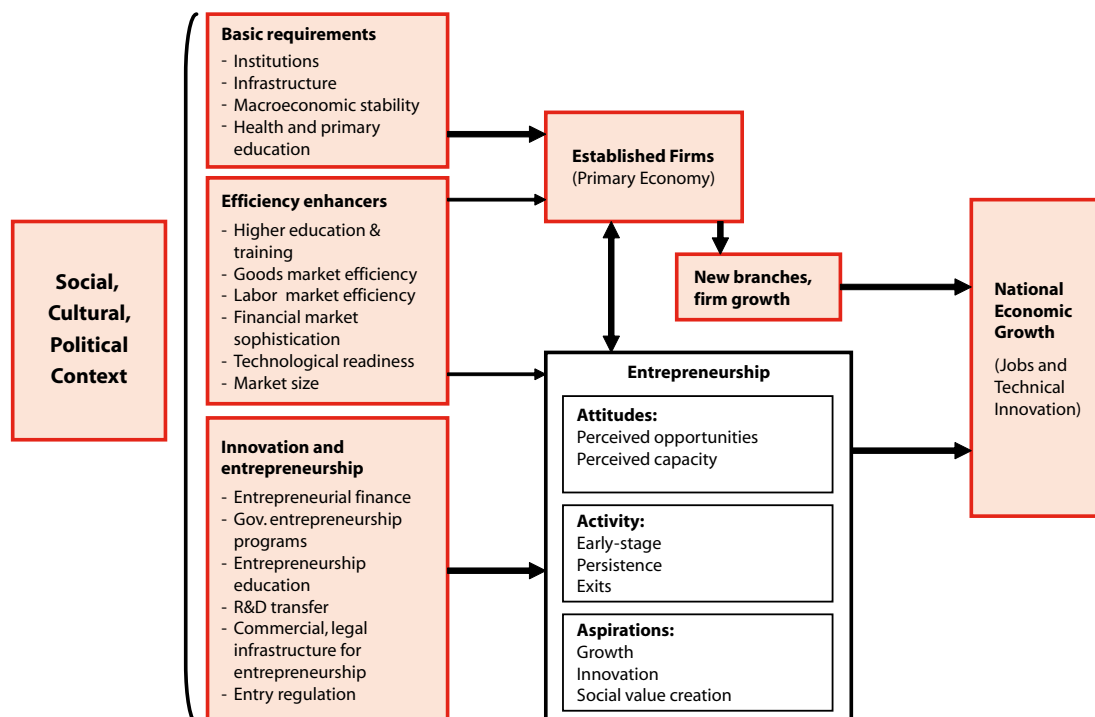 Social,
Cultural,
Political
Context
Basic requirements
- Institutions
- Infrastructure
- Macroeconomic stability
- Health and primary
education
Efficiency enhancers
- Higher education &
training
- Goods market efficiency
- Labor market efficiency
- Financial market
sophistication
- Technological readiness
- Market size
Innovation and
entrepreneurship
- Entrepreneurial finance
- Gov. entrepreneurship
programs
- Entrepreneurship
education
- R&D transfer
- Commercial, legal
infrastructure for
entrepreneurship
- Entry regulation
Established Firms
(Primary Economy)
New branches,
firm growth
Entrepreneurship
Attitudes:
Perceived opportunities
Perceived capacity
Activity:
Early-stage
Persistence
Exits
Aspirations:
Growth
Innovation
Social value creation
National
Economic
Growth
(Jobs and
Technical
Innovation)